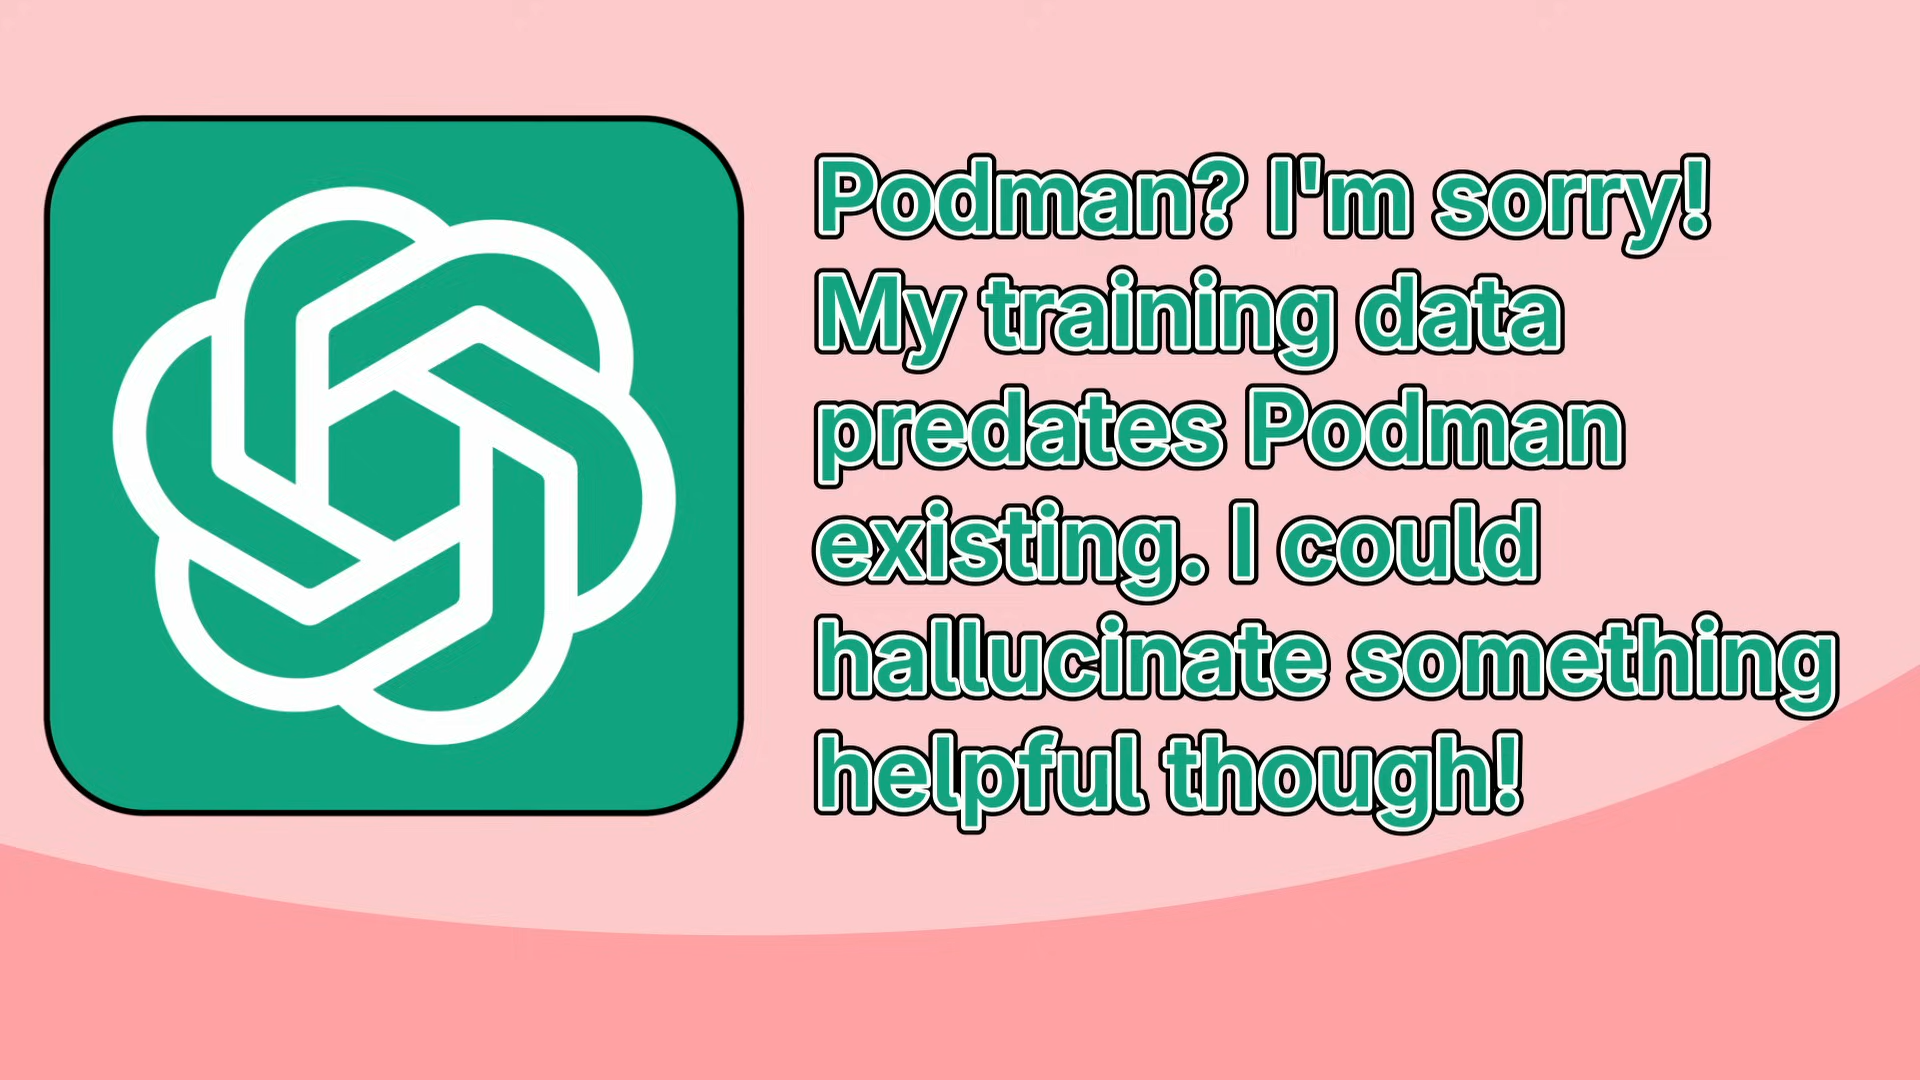 Podman? I'm sorry!
My training data
predates Podman
existing. I could
hallucinate something
helpful though!